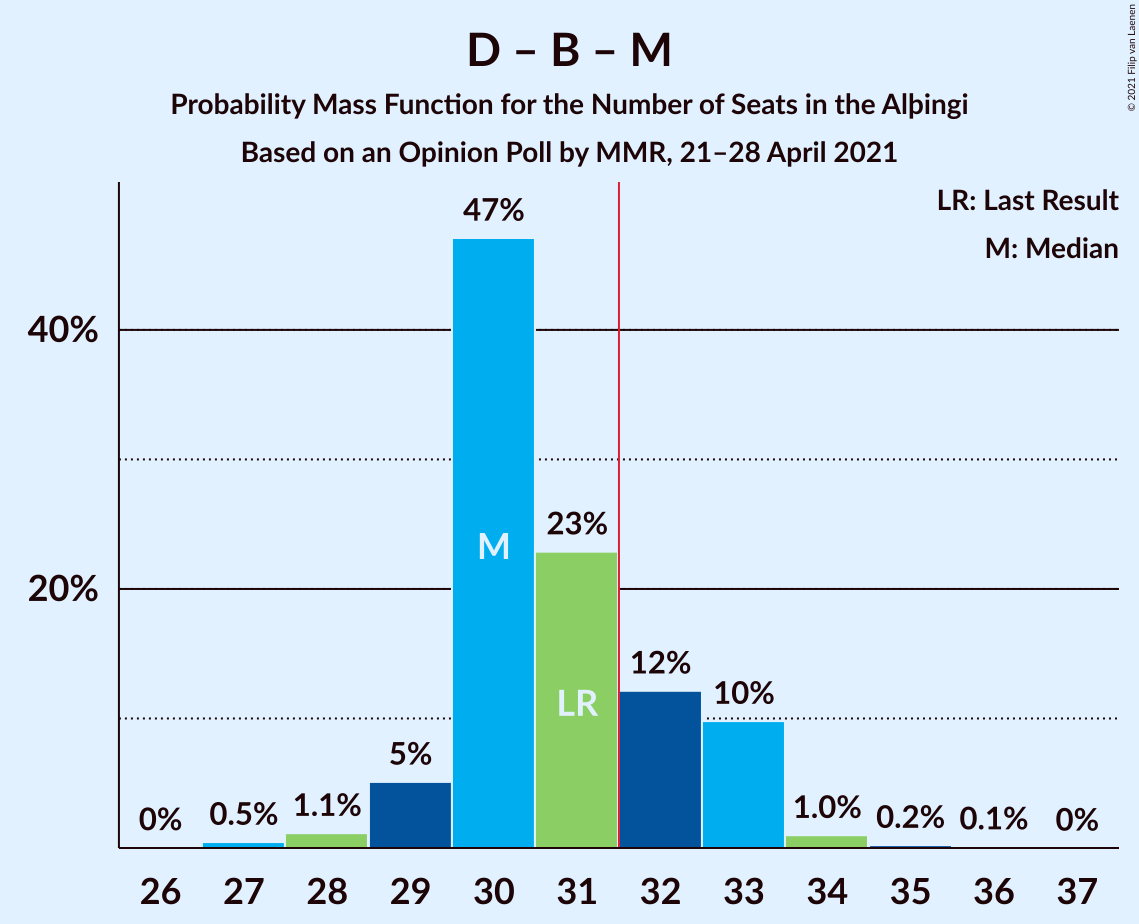 D – B – M
Probability Mass Function for the Number of Seats in the Alþingi
Based on an Opinion Poll by MMR, 21–28 April 2021
© 2021 Filip van Laenen
LR: Last Result
M: Median
40%
20%
0%
0.5%
1.1%
5%
47%
M
23%
LR
12%
10%
1.0%
0.2%
0.1%
0%
26 27 28 29 30 31 32 33 34 35 36 37